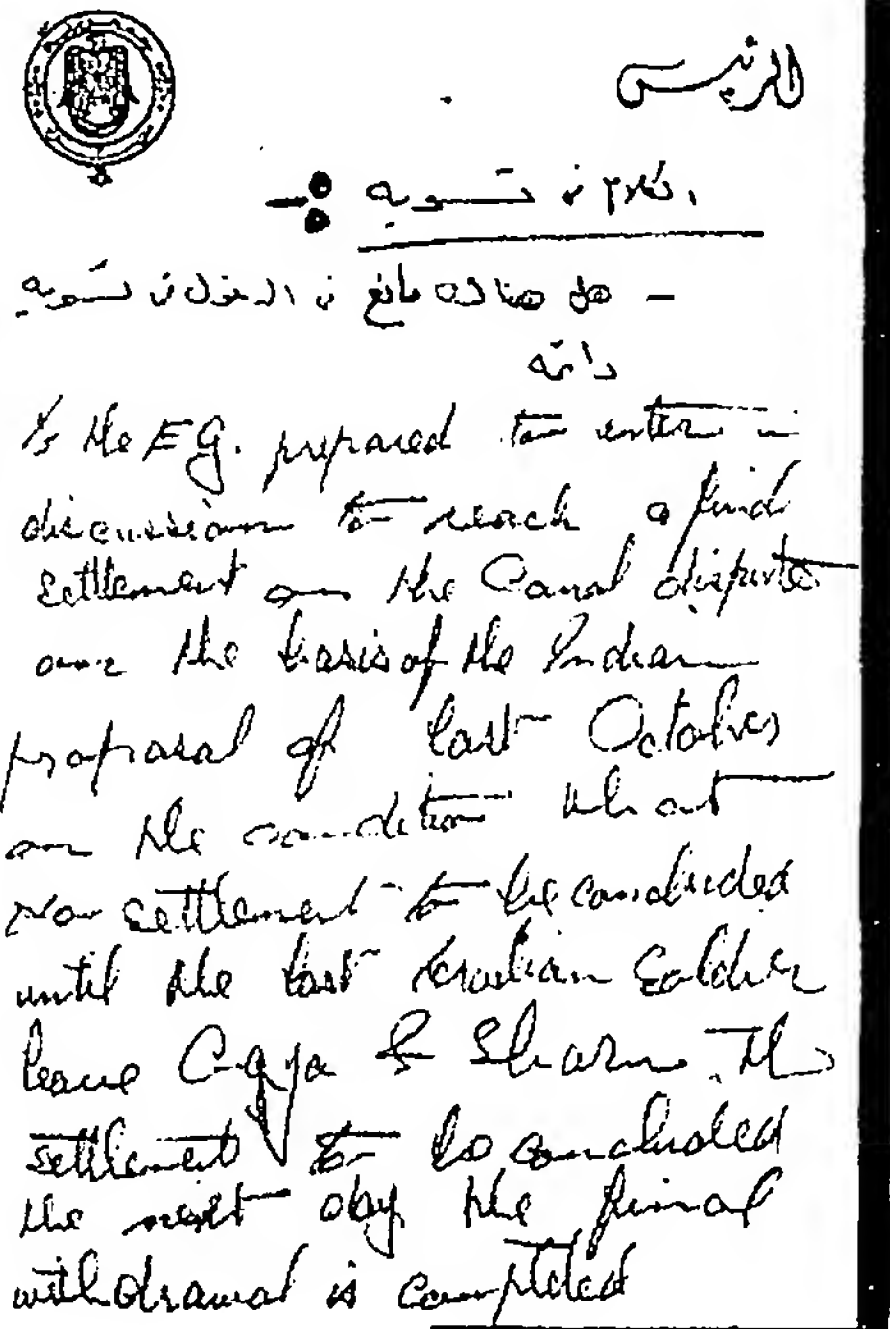 الرئيس
الكلام في تسوية :-
- هل هناك مانع في الدخول في تسوية
دائمة
Is the E G. prepared to enter in
discussion to reach a final
settlement on the Canal dispute
on the basis of the Indian
proposal of last October
on the condition that
no settlement to be concluded
until the last Israelian Soldier
leave Gaza & Sharm. The
settlement to be concluded
the next day the final
withdrawal is completed